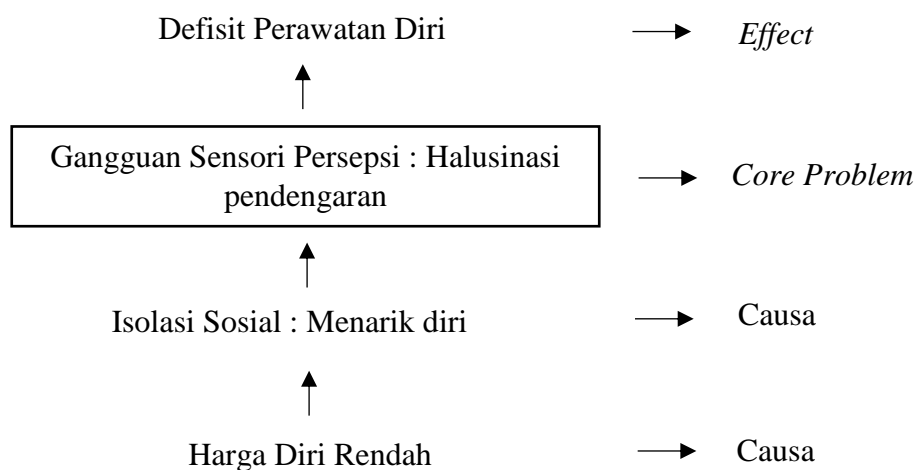 Defisit Perawatan Diri Effect
Gangguan Sensori Persepsi : Halusinasi
pendengaran
Core Problem
Isolasi Sosial : Menarik diri Causa
Harga Diri Rendah Causa